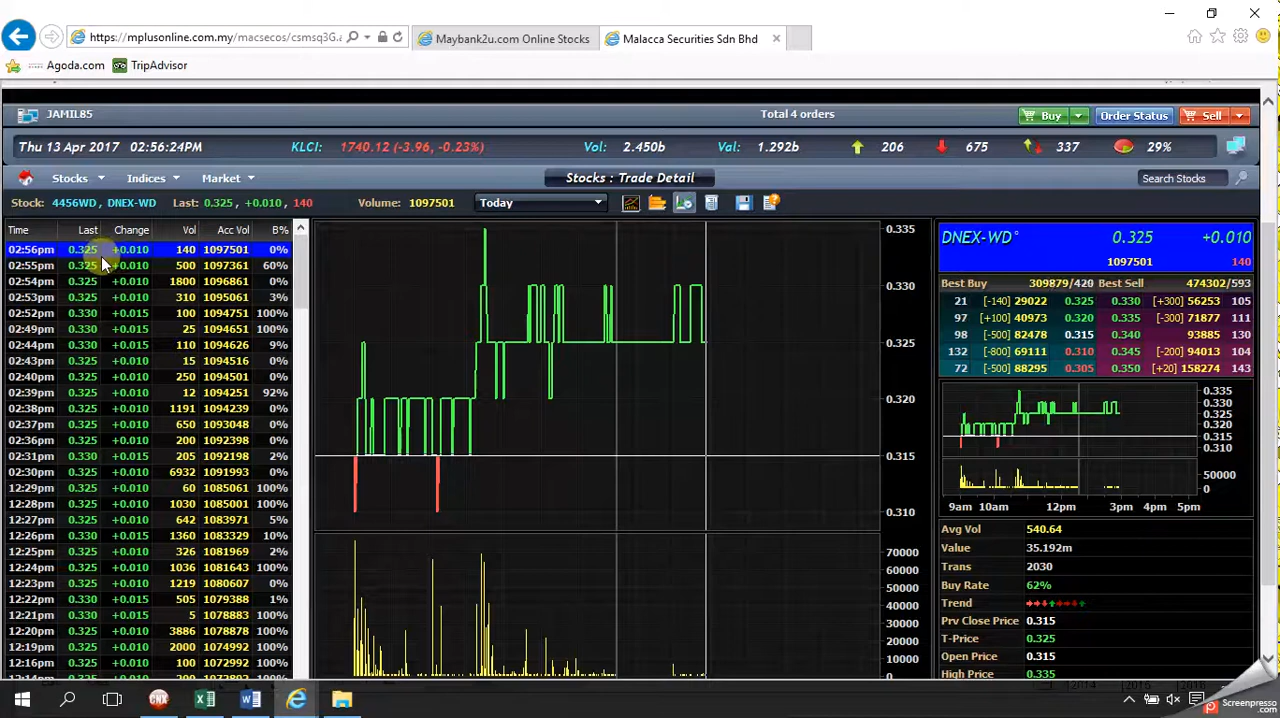 https://mplusonline.com.my/macsecos/csmsq3G.a
Maybank2u.com Online Stocks
Malacca Securities Sdn Bhd
Agoda.com
TripAdvisor
JAMIL85
Total 4 orders
Buy
Order Status
Sell
Thu 13 Apr 2017 02:56:24PM
KLCI: 1740.12 (-3.96, -0.23%)
Vol: 2.450b
Val: 1.292b
206
675
337
29%
Stocks
Indices
Market
Stocks : Trade Detail
Search Stocks
Stock: 4456WD , DNEX-WD
Last: 0.325 , +0.010 , 140
Volume: 1097501
Today
Time Last Change Vol Acc Vol B%
02:56pm 0.325 +0.010 140 1097501 0%
02:55pm 0.325 +0.010 500 1097361 60%
02:54pm 0.325 +0.010 1800 1096861 0%
02:53pm 0.325 +0.010 310 1095061 3%
02:52pm 0.330 +0.015 100 1094751 100%
02:49pm 0.330 +0.015 25 1094651 100%
02:44pm 0.330 +0.015 110 1094626 9%
02:43pm 0.325 +0.010 15 1094516 0%
02:40pm 0.325 +0.010 250 1094501 0%
02:39pm 0.325 +0.010 12 1094251 92%
02:38pm 0.325 +0.010 1191 1094239 0%
02:37pm 0.325 +0.010 650 1093048 0%
02:36pm 0.325 +0.010 200 1092398 0%
02:31pm 0.330 +0.015 205 1092198 2%
02:30pm 0.325 +0.010 6932 1091993 0%
12:29pm 0.325 +0.010 60 1085061 100%
12:28pm 0.325 +0.010 1030 1085001 100%
12:27pm 0.325 +0.010 642 1083971 5%
12:26pm 0.330 +0.015 1360 1083329 10%
12:25pm 0.325 +0.010 326 1081969 2%
12:24pm 0.325 +0.010 1036 1081643 100%
12:23pm 0.325 +0.010 1219 1080607 0%
12:22pm 0.330 +0.015 505 1079388 1%
12:21pm 0.330 +0.015 5 1078883 100%
12:20pm 0.325 +0.010 3886 1078878 100%
12:19pm 0.325 +0.010 2000 1074992 100%
12:16pm 0.325 +0.010 100 1072992 100%
0.335
0.330
0.325
0.320
0.315
0.310
70000
60000
50000
40000
30000
20000
10000
DNEX-WD 0.325 +0.010
1097501 140
Best Buy 309879/420 Best Sell 474302/593
21 [-140] 29022 0.325 0.330 [+300] 56253 105
97 [+100] 40973 0.320 0.335 [-300] 71877 111
98 [-500] 82478 0.315 0.340 93885 130
132 [-800] 69111 0.310 0.345 [-200] 94013 104
72 [-500] 88295 0.305 0.350 [+20] 158274 143
0.335
0.330
0.325
0.320
0.315
0.310
50000
0
9am 10am 12pm 3pm 4pm 5pm
Avg Vol 540.64
Value 35.192m
Trans 2030
Buy Rate 62%
Trend
Prv Close Price 0.315
T-Price 0.325
Open Price 0.315
High Price 0.335
CNX
Screenpresso
.com